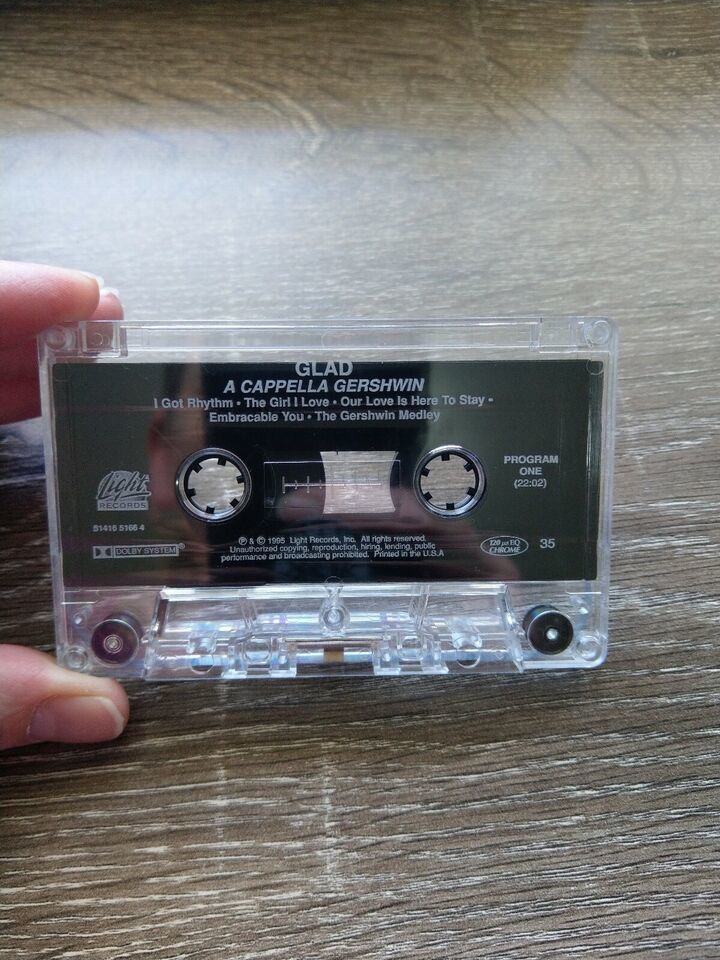 GLAD
A CAPPELLA GERSHWIN
I Got Rhythm • The Girl I Love • Our Love Is Here To Stay •
Embracable You • The Gershwin Medley
PROGRAM
ONE
(22:02)
Light
RECORDS
51416 5166 4
DOLBY SYSTEM®
℗ & © 1995 Light Records, Inc. All rights reserved.
Unauthorized copying, reproduction, hiring, lending, public
performance and broadcasting prohibited. Printed in the U.S.A
120 µs EQ
CHROME
35